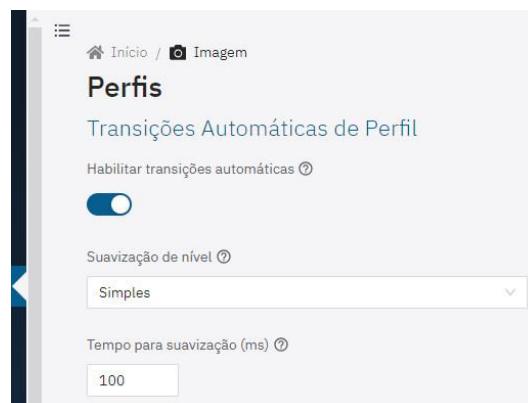 Início / Imagem
Perfis
Transições Automáticas de Perfil
Habilitar transições automáticas
Suavização de nível
Simples
Tempo para suavização (ms)
100